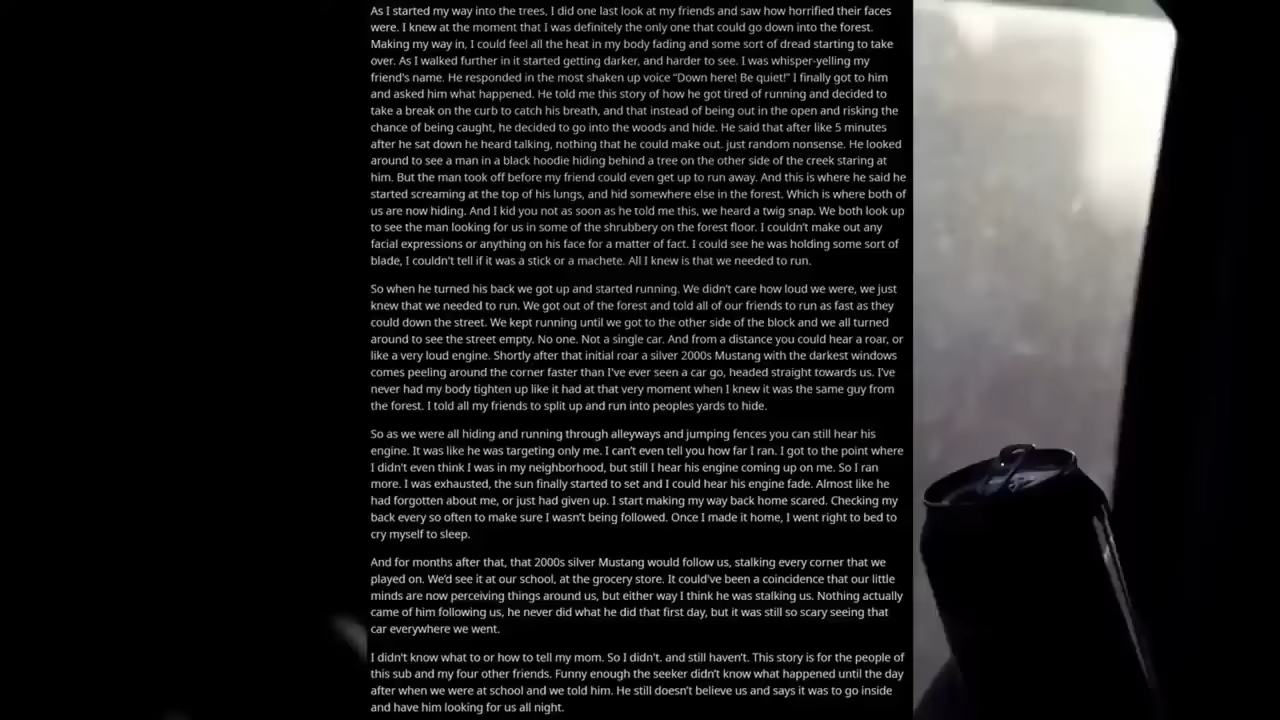 As I started my way into the trees, I did one last look at my friends and saw how horrified their faces
were. I knew at the moment that I was definitely the only one that could go down into the forest.
Making my way in, I could feel all the heat in my body fading and some sort of dread starting to take
over. As I walked further in it started getting darker, and harder to see. I was whisper-yelling my
friend's name. He responded in the most shaken up voice “Down here! Be quiet!” I finally got to him
and asked him what happened. He told me this story of how he got tired of running and decided to
take a break on the curb to catch his breath, and that instead of being out in the open and risking the
chance of being caught, he decided to go into the woods and hide. He said that after like 5 minutes
after he sat down he heard talking, nothing that he could make out. just random nonsense. He looked
around to see a man in a black hoodie hiding behind a tree on the other side of the creek staring at
him. But the man took off before my friend could even get up to run away. And this is where he said he
started screaming at the top of his lungs, and hid somewhere else in the forest. Which is where both of
us are now hiding. And I kid you not as soon as he told me this, we heard a twig snap. We both look up
to see the man looking for us in some of the shrubbery on the forest floor. I couldn’t make out any
facial expressions or anything on his face for a matter of fact. I could see he was holding some sort of
blade, I couldn't tell if it was a stick or a machete. All I knew is that we needed to run.
So when he turned his back we got up and started running. We didn’t care how loud we were, we just
knew that we needed to run. We got out of the forest and told all of our friends to run as fast as they
could down the street. We kept running until we got to the other side of the block and we all turned
around to see the street empty. No one. Not a single car. And from a distance you could hear a roar, or
like a very loud engine. Shortly after that initial roar a silver 2000s Mustang with the darkest windows
comes peeling around the corner faster than I’ve ever seen a car go, headed straight towards us. I’ve
never had my body tighten up like it had at that very moment when I knew it was the same guy from
the forest. I told all my friends to split up and run into peoples yards to hide.
So as we were all hiding and running through alleyways and jumping fences you can still hear his
engine. It was like he was targeting only me. I can’t even tell you how far I ran. I got to the point where
I didn't even think I was in my neighborhood, but still I hear his engine coming up on me. So I ran
more. I was exhausted, the sun finally started to set and I could hear his engine fade. Almost like he
had forgotten about me, or just had given up. I start making my way back home scared. Checking my
back every so often to make sure I wasn’t being followed. Once I made it home, I went right to bed to
cry myself to sleep.
And for months after that, that 2000s silver Mustang would follow us, stalking every corner that we
played on. We’d see it at our school, at the grocery store. It could've been a coincidence that our little
minds are now perceiving things around us, but either way I think he was stalking us. Nothing actually
came of him following us, he never did what he did that first day, but it was still so scary seeing that
car everywhere we went.
I didn't know what to or how to tell my mom. So I didn't. and still haven’t. This story is for the people of
this sub and my four other friends. Funny enough the seeker didn’t know what happened until the day
after when we were at school and we told him. He still doesn’t believe us and says it was to go inside
and have him looking for us all night.